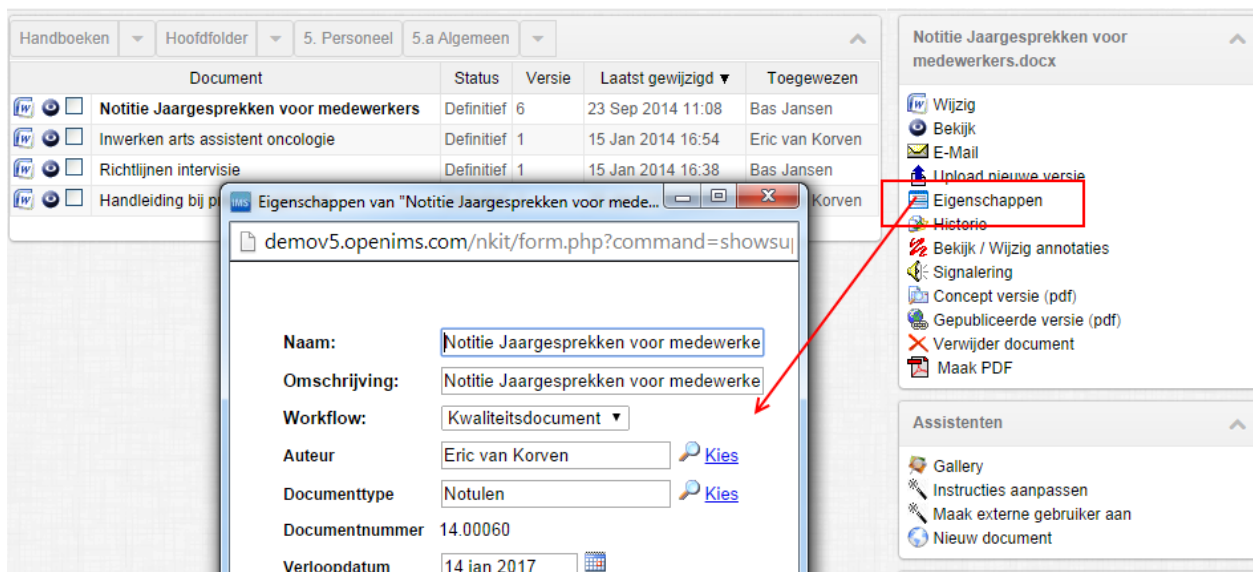 Handboeken Hoofdfolder 5. Personeel 5.a Algemeen
Document Status Versie Laatst gewijzigd ▼ Toegewezen
Notitie Jaargesprekken voor medewerkers Definitief 6 23 Sep 2014 11:08 Bas Jansen
Inwerken arts assistent oncologie Definitief 1 15 Jan 2014 16:54 Eric van Korven
Richtlijnen intervisie Definitief 1 15 Jan 2014 16:38 Bas Jansen
Handleiding bij p Korven
IMS Eigenschappen van "Notitie Jaargesprekken voor mede...
demov5.openims.com/nkit/form.php?command=showsu
Naam: Notitie Jaargesprekken voor medewerke
Omschrijving: Notitie Jaargesprekken voor medewerke
Workflow: Kwaliteitsdocument ▼
Auteur Eric van Korven Kies
Documenttype Notulen Kies
Documentnummer 14.00060
Verloopdatum 14 jan 2017
Notitie Jaargesprekken voor
medewerkers.docx
Wijzig
Bekijk
E-Mail
Upload nieuwe versie
Eigenschappen
Historie
Bekijk / Wijzig annotaties
Signalering
Concept versie (pdf)
Gepubliceerde versie (pdf)
Verwijder document
Maak PDF
Assistenten
Gallery
Instructies aanpassen
Maak externe gebruiker aan
Nieuw document